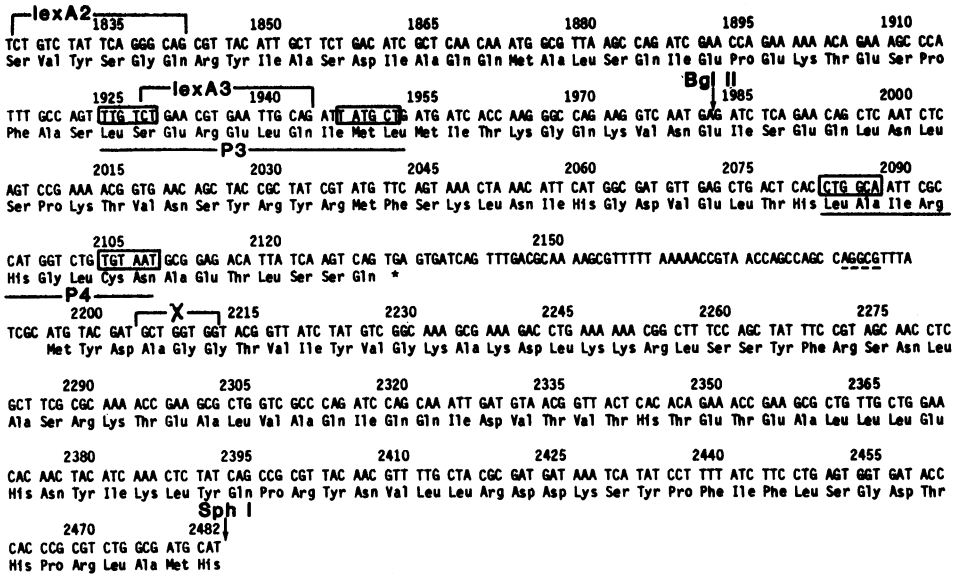 lexA2 1835 1850 1865 1880 1895 1910
TCT GTC TAT TCA GGG CAG CGT TAC ATT GCT TCT GAC ATC GCT CAA CAA ATG GCG TTA AGC CAG ATC GAA CCA GAA AAA ACA GAA AGC CCA
Ser Val Tyr Ser Gly Gln Arg Tyr Ile Ala Ser Asp Ile Ala Gln Gln Met Ala Leu Ser Gln Ile Glu Pro Glu Lys Thr Glu Ser Pro
1925 lexA3 1940 1955 1970 Bgl II 1985 2000
TTT GCC AGT TTG TCT GAA CGT GAA TTG CAG ATT ATG CTG ATG ATC ACC AAG GGC CAG AAG GTC AAT GAG ATC TCA GAA CAG CTC AAT CTC
Phe Ala Ser Leu Ser Glu Arg Glu Leu Gln Ile Met Leu Met Ile Thr Lys Gly Gln Lys Val Asn Glu Ile Ser Glu Gln Leu Asn Leu
P3
2015 2030 2045 2060 2075 2090
AGT CCG AAA ACG GTG AAC AGC TAC CGC TAT CGT ATG TTC AGT AAA CTA AAC ATT CAT GGC GAT GTT GAG CTG ACT CAC CTG GCA ATT CGC
Ser Pro Lys Thr Val Asn Ser Tyr Arg Tyr Arg Met Phe Ser Lys Leu Asn Ile His Gly Asp Val Glu Leu Thr His Leu Ala Ile Arg
2105 2120 2150
CAT GGT CTG TGT AAT GCG GAG ACA TTA TCA AGT CAG TGA GTGATCAG TTTGACGCAA AAGCGTTTTT AAAAACCGTA ACCAGCCAGC CAGGCGTTTA
His Gly Leu Cys Asn Ala Glu Thr Leu Ser Ser Gln *
P4
2200 χ 2215 2230 2245 2260 2275
TCGC ATG TAC GAT GCT GGT GGT ACG GTT ATC TAT GTC GGC AAA GCG AAA GAC CTG AAA AAA CGG CTT TCC AGC TAT TTC CGT AGC AAC CTC
Met Tyr Asp Ala Gly Gly Thr Val Ile Tyr Val Gly Lys Ala Lys Asp Leu Lys Lys Arg Leu Ser Ser Tyr Phe Arg Ser Asn Leu
2290 2305 2320 2335 2350 2365
GCT TCG CGC AAA ACC GAA GCG CTG GTC GCC CAG ATC CAG CAA ATT GAT GTA ACG GTT ACT CAC ACA GAA ACC GAA GCG CTG TTG CTG GAA
Ala Ser Arg Lys Thr Glu Ala Leu Val Ala Gln Ile Gln Gln Ile Asp Val Thr Val Thr His Thr Glu Thr Glu Ala Leu Leu Leu Glu
2380 2395 2410 2425 2440 2455
CAC AAC TAC ATC AAA CTC TAT CAG CCG CGT TAC AAC GTT TTG CTA CGC GAT GAT AAA TCA TAT CCT TTT ATC TTC CTG AGT GGT GAT ACC
His Asn Tyr Ile Lys Leu Tyr Gln Pro Arg Tyr Asn Val Leu Leu Arg Asp Asp Lys Ser Tyr Pro Phe Ile Phe Leu Ser Gly Asp Thr
2470 2482 Sph I
CAC CCG CGT CTG GCG ATG CAT
His Pro Arg Leu Ala Met His